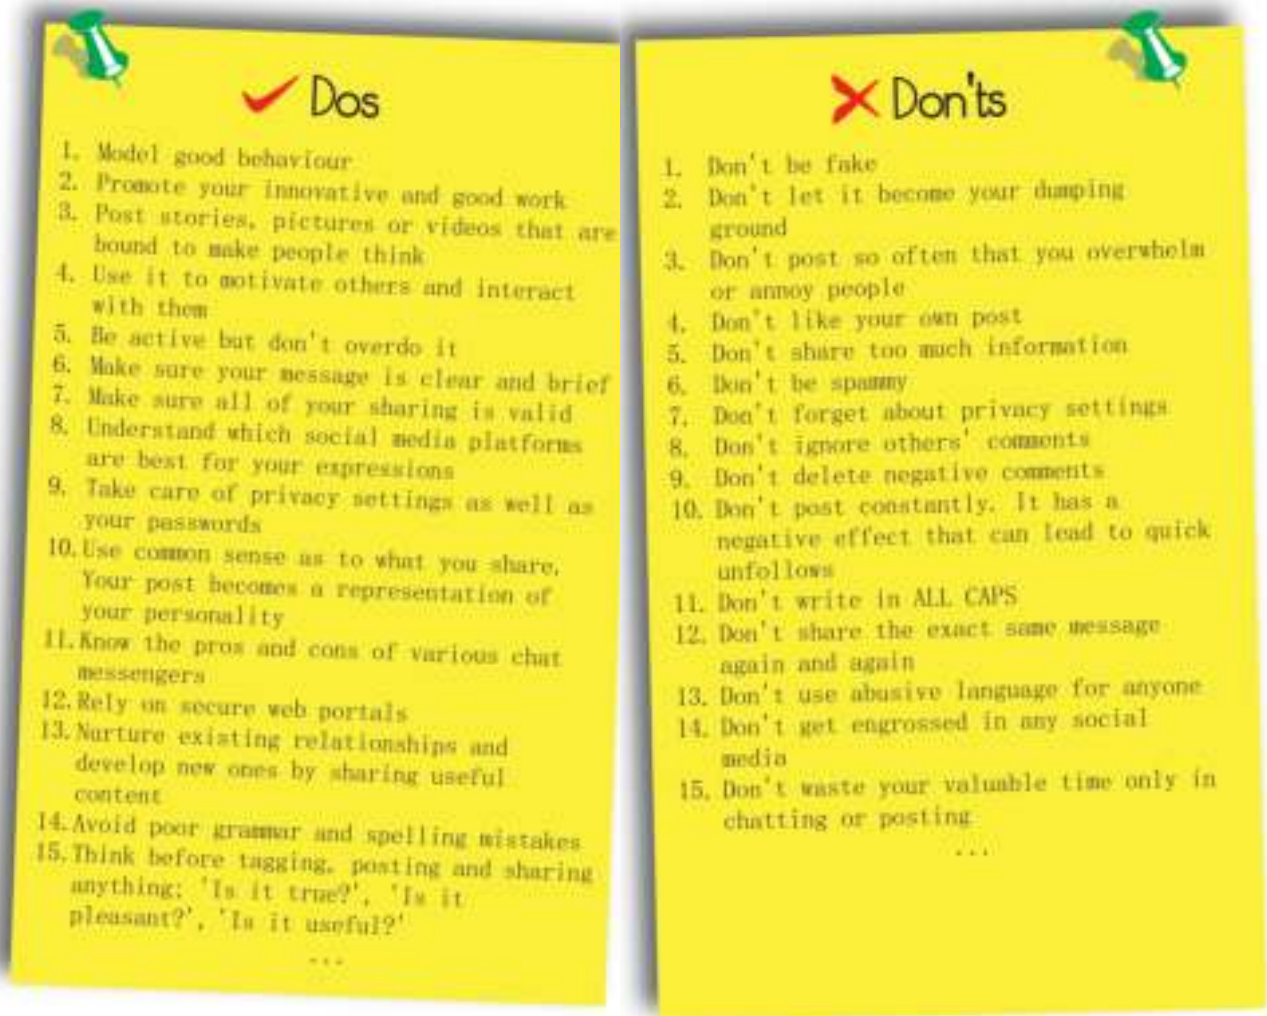 Dos
1. Model good behaviour
2. Promote your innovative and good work
3. Post stories, pictures or videos that are
bound to make people think
4. Use it to motivate others and interact
with them
5. Be active but don't overdo it
6. Make sure your message is clear and brief
7. Make sure all of your sharing is valid
8. Understand which social media platforms
are best for your expressions
9. Take care of privacy settings as well as
your passwords
10. Use common sense as to what you share.
Your post becomes a representation of
your personality
11. Know the pros and cons of various chat
messengers
12. Rely on secure web portals
13. Nurture existing relationships and
develop new ones by sharing useful
content
14. Avoid poor grammar and spelling mistakes
15. Think before tagging, posting and sharing
anything: 'Is it true?', 'Is it
pleasant?', 'Is it useful?'
...
Don'ts
1. Don't be fake
2. Don't let it become your dumping
ground
3. Don't post so often that you overwhelm
or annoy people
4. Don't like your own post
5. Don't share too much information
6. Don't be spammy
7. Don't forget about privacy settings
8. Don't ignore others' comments
9. Don't delete negative comments
10. Don't post constantly. It has a
negative effect that can lead to quick
unfollows
11. Don't write in ALL CAPS
12. Don't share the exact same message
again and again
13. Don't use abusive language for anyone
14. Don't get engrossed in any social
media
15. Don't waste your valuable time only in
chatting or posting
...